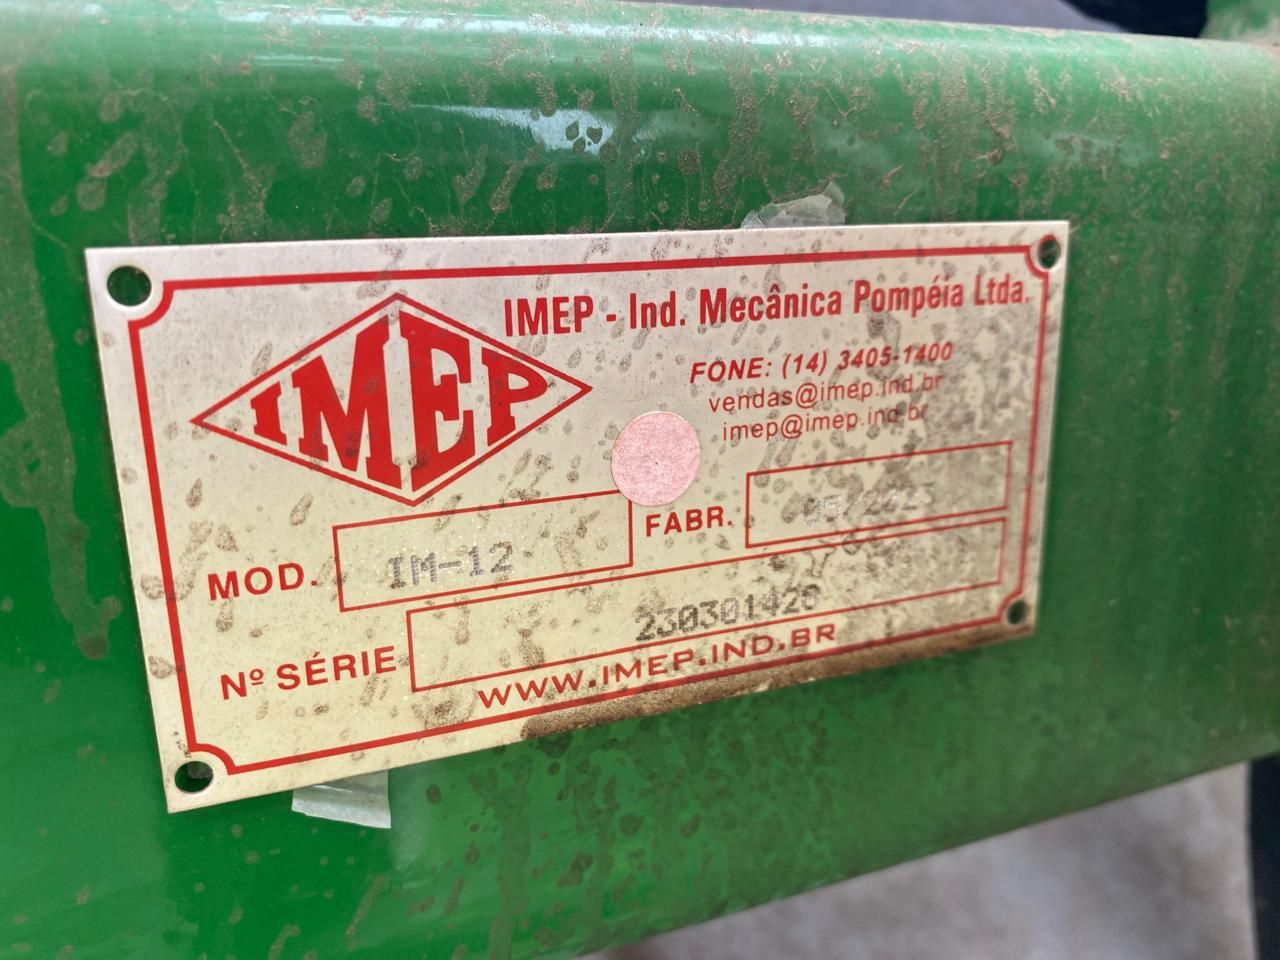 IMEP - Ind. Mecânica Pompéia Ltda.
IMEP
FONE: (14) 3405-1400
vendas@imep.ind.br
imep@imep.ind.br
FABR.
MOD. IM-12
Nº SÉRIE 230301428
WWW.IMEP.IND.BR